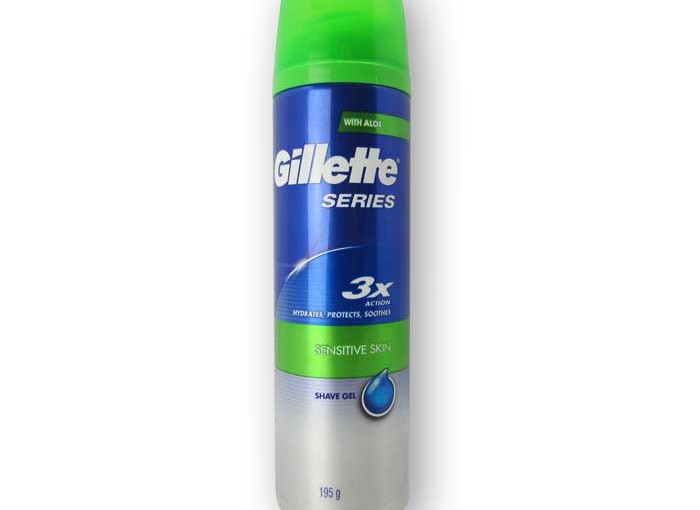 WITH ALOE
Gillette®
SERIES
3x
ACTION
HYDRATES, PROTECTS, SOOTHES
SENSITIVE SKIN
SHAVE GEL
195 g